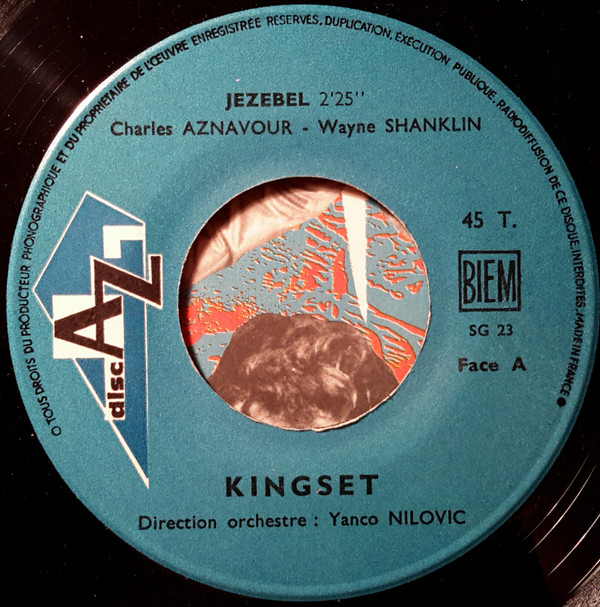 O TOUS DROITS DU PRODUCTEUR PHONOGRAPHIQUE ET DU PROPRIETAIRE DE L'ŒUVRE ENREGISTRÉE RESERVÉS, DUPLICATION, EXÉCUTION PUBLIQUE, RADIODIFFUSION DE CE DISQUE, INTERDITES, MADE IN FRANCE ●
JEZEBEL 2'25''
Charles AZNAVOUR - Wayne SHANKLIN
disc AZ
45 T.
BIEM
SG 23
Face A
KINGSET
Direction orchestre : Yanco NILOVIC